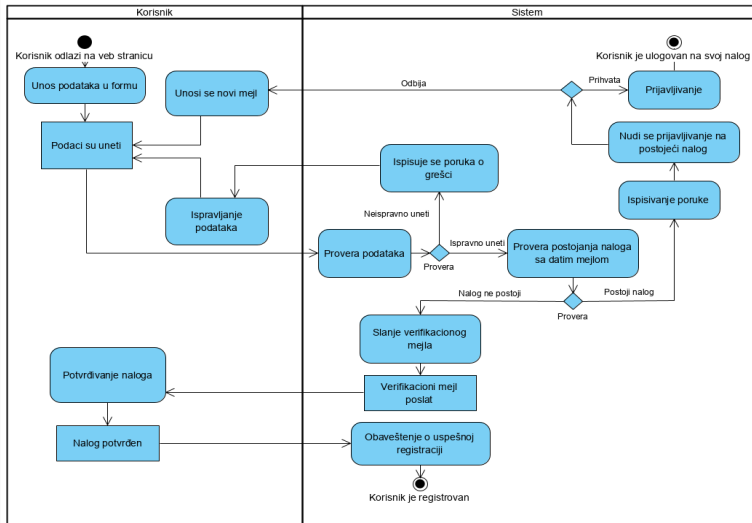 Korisnik
Sistem
Korisnik odlazi na veb stranicu
Korisnik je ulogovan na svoj nalog
Unos podataka u formu
Unosi se novi mejl
Odbija
Prihvata
Prijavljivanje
Podaci su uneti
Nudi se prijavljivanje na
postojeći nalog
Ispisuje se poruka o
grešci
Ispravljanje
podataka
Ispisivanje poruke
Neispravno uneti
Provera podataka
Provera
Ispravno uneti
Provera postojanja naloga
sa datim mejlom
Nalog ne postoji
Postoji nalog
Provera
Slanje verifikacionog
mejla
Potvrđivanje naloga
Verifikacioni mejl
poslat
Nalog potvrđen
Obaveštenje o uspešnoj
registraciji
Korisnik je registrovan